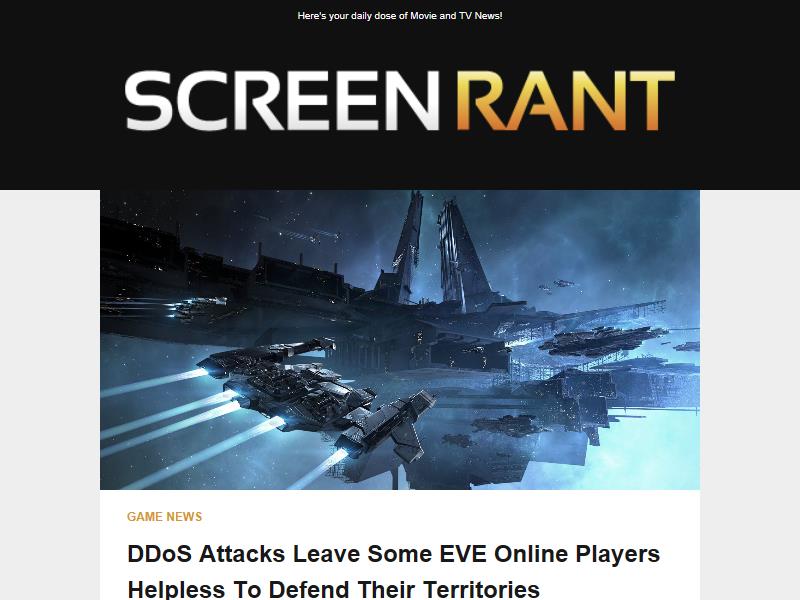 Here's your daily dose of Movie and TV News!
SCREEN RANT
GAME NEWS
DDoS Attacks Leave Some EVE Online Players
Helpless To Defend Their Territories